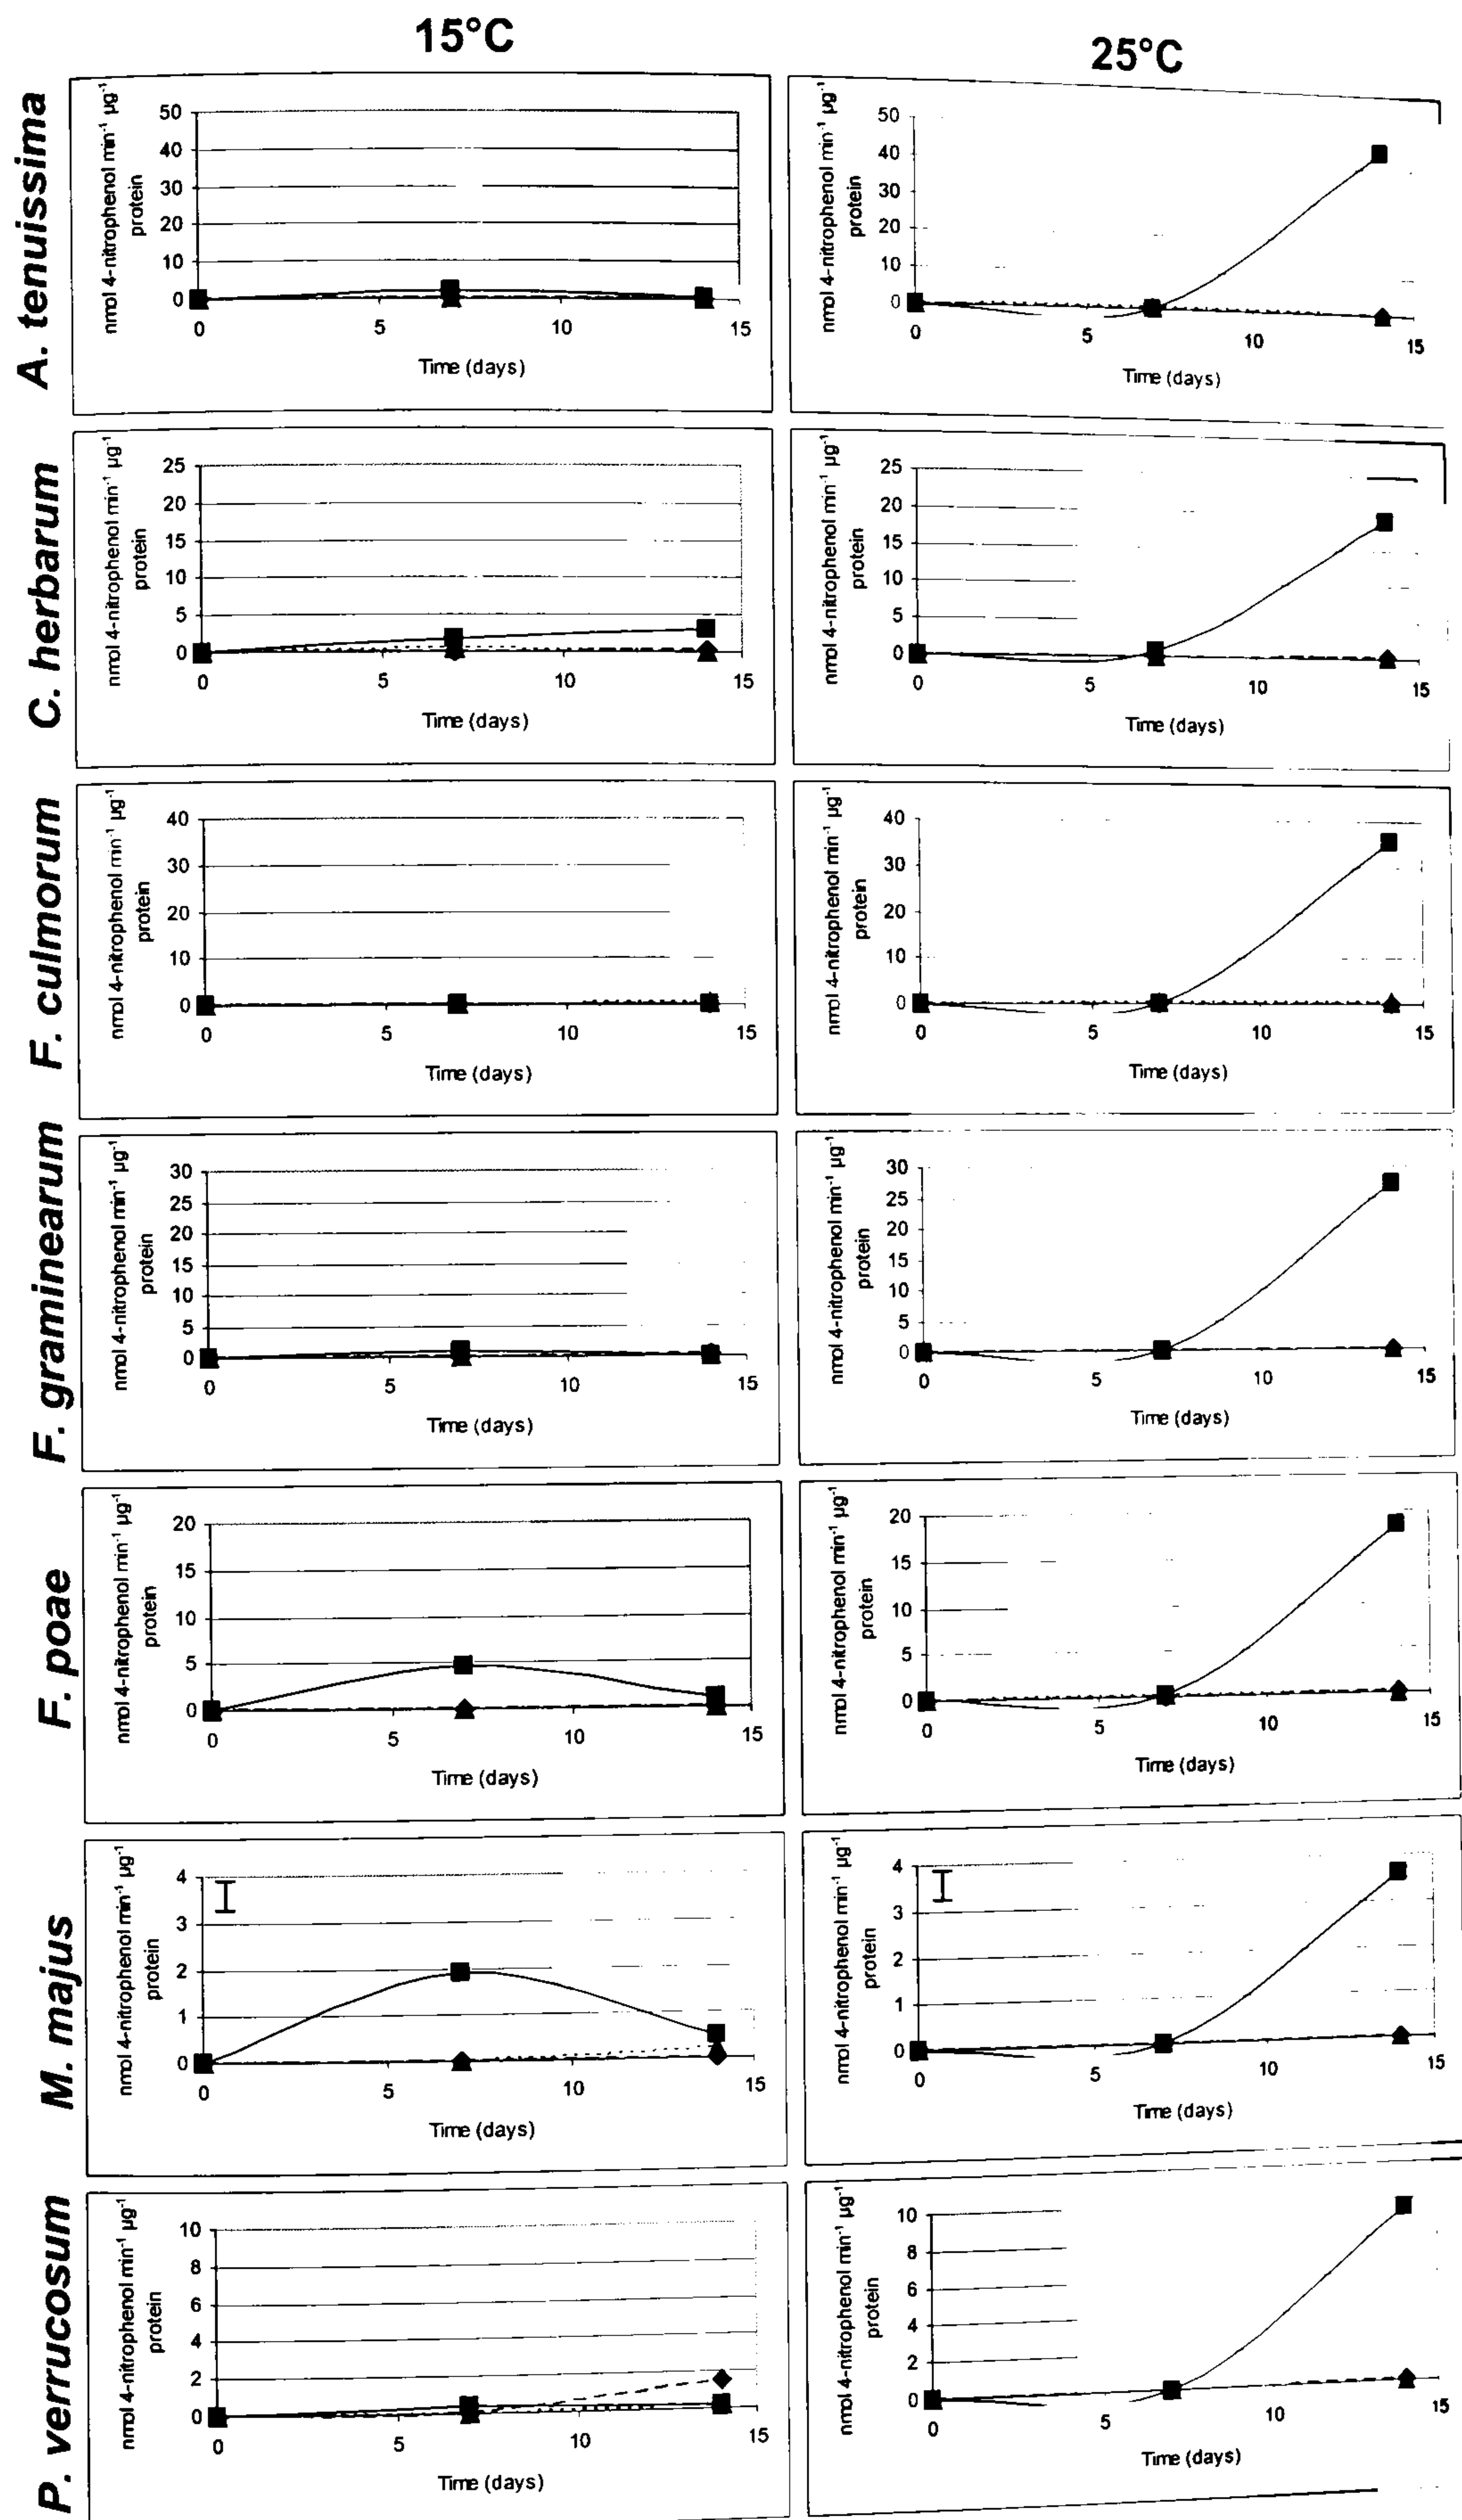 15°C
25°C
A. tenuissima
nmol 4-nitrophenol min⁻¹ µg⁻¹
protein
50
40
30
20
10
0
0
5
10
15
Time (days)
nmol 4-nitrophenol min⁻¹ µg⁻¹
protein
50
40
30
20
10
0
0
5
10
15
Time (days)
C. herbarum
nmol 4-nitrophenol min⁻¹ µg⁻¹
protein
25
20
15
10
5
0
0
5
10
15
Time (days)
nmol 4-nitrophenol min⁻¹ µg⁻¹
protein
25
20
15
10
5
0
0
5
10
15
Time (days)
F. culmorum
nmol 4-nitrophenol min⁻¹ µg⁻¹
protein
40
30
20
10
0
0
5
10
15
Time (days)
nmol 4-nitrophenol min⁻¹ µg⁻¹
protein
40
30
20
10
0
0
5
10
15
Time (days)
F. graminearum
nmol 4-nitrophenol min⁻¹ µg⁻¹
protein
30
25
20
15
10
5
0
0
5
10
15
Time (days)
nmol 4-nitrophenol min⁻¹ µg⁻¹
protein
30
25
20
15
10
5
0
0
5
10
15
Time (days)
F. poae
nmol 4-nitrophenol min⁻¹ µg⁻¹
protein
20
15
10
5
0
0
5
10
15
Time (days)
nmol 4-nitrophenol min⁻¹ µg⁻¹
protein
20
15
10
5
0
0
5
10
15
Time (days)
M. majus
nmol 4-nitrophenol min⁻¹ µg⁻¹
protein
4
3
2
1
0
0
5
10
15
Time (days)
nmol 4-nitrophenol min⁻¹ µg⁻¹
protein
4
3
2
1
0
0
5
10
15
Time (days)
P. verrucosum
nmol 4-nitrophenol min⁻¹ µg⁻¹
protein
10
8
6
4
2
0
0
5
10
15
Time (days)
nmol 4-nitrophenol min⁻¹ µg⁻¹
protein
10
8
6
4
2
0
0
5
10
15
Time (days)